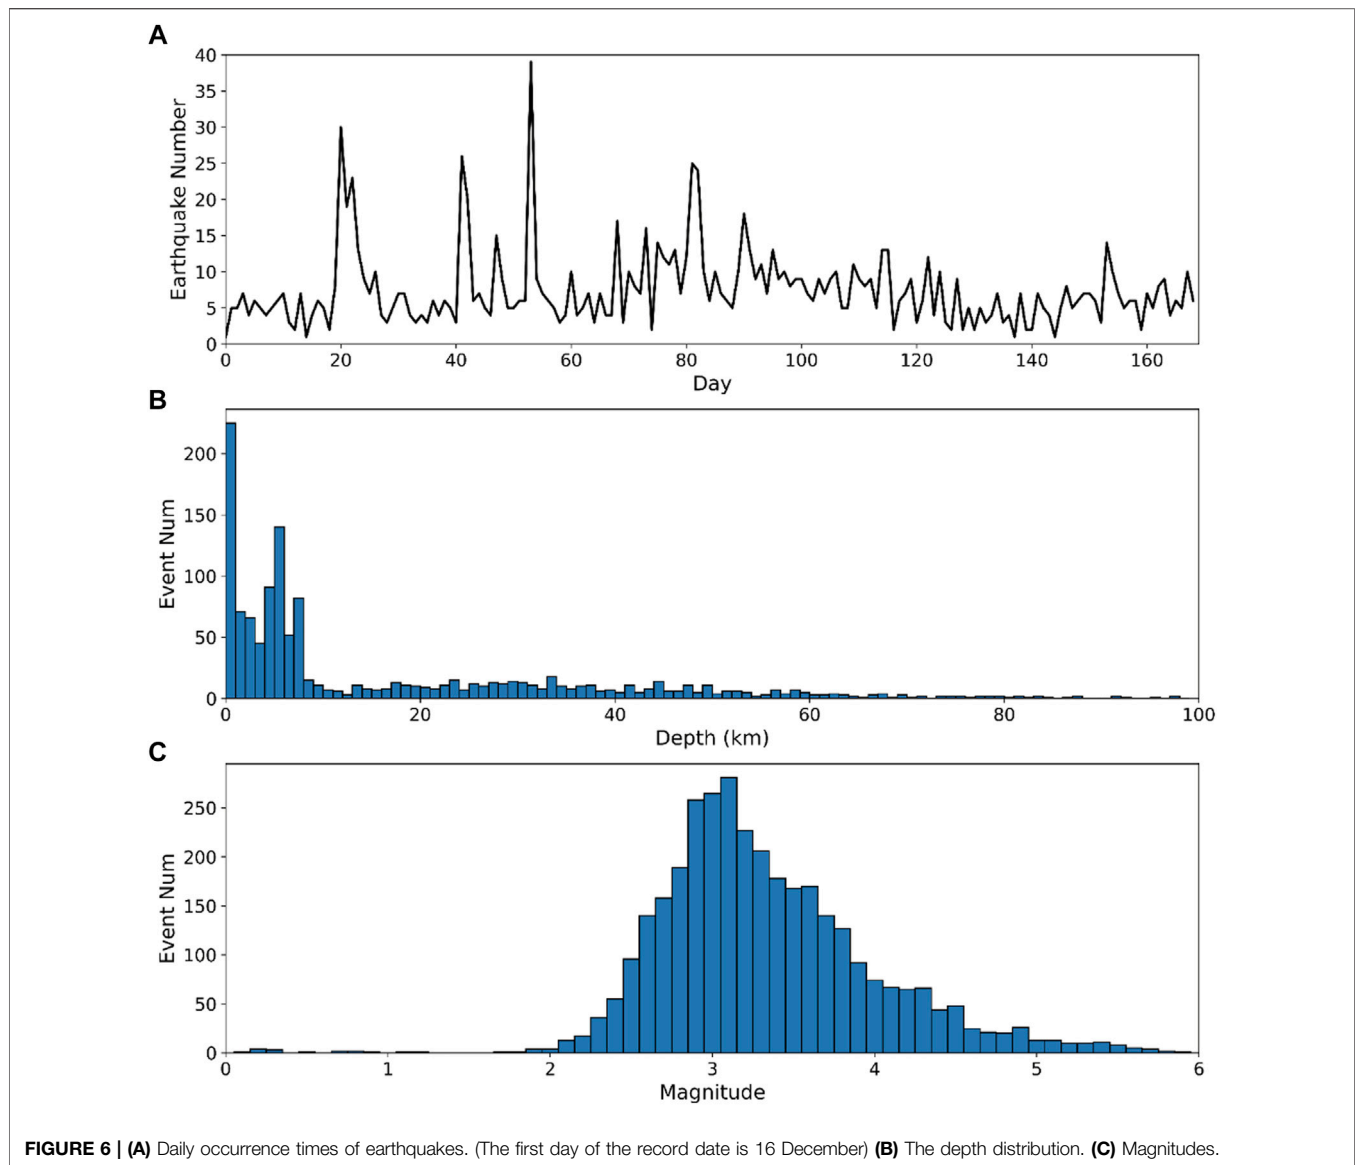 A
40
35
30
25
20
15
10
5
0
Earthquake Number
0 20 40 60 80 100 120 140 160
Day
B
200
150
100
50
0
Event Num
0 20 40 60 80 100
Depth (km)
C
250
200
150
100
50
0
Event Num
0 1 2 3 4 5 6
Magnitude
FIGURE 6 | (A) Daily occurrence times of earthquakes. (The first day of the record date is 16 December) (B) The depth distribution. (C) Magnitudes.